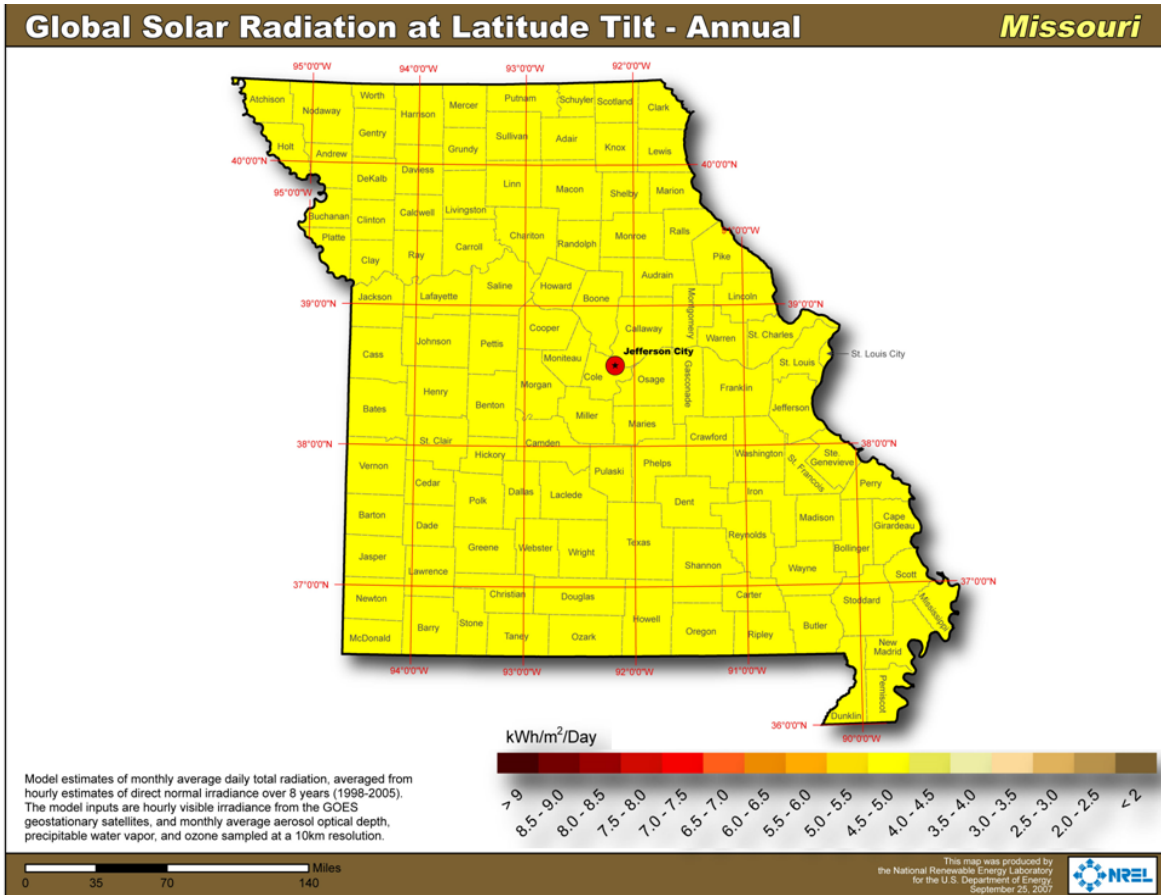 Global Solar Radiation at Latitude Tilt - Annual
Missouri
95°0'0"W 94°0'0"W 93°0'0"W 92°0'0"W
Atchison Nodaway Worth Harrison Mercer Putnam Schuyler Scotland Clark
Gentry Sullivan Adair Knox Lewis
Holt Andrew Grundy
40°0'0"N 40°0'0"N
DeKalb Daviess Linn Macon Shelby Marion
95°0'0"W
Buchanan Clinton Caldwell Livingston
Platte Chariton Randolph Monroe Ralls
Clay Ray Carroll Audrain Pike
Saline Howard Boone
Jackson Lafayette Montgomery Lincoln
39°0'0"N 39°0'0"N
Johnson Pettis Cooper Callaway Warren St. Charles
Cass Moniteau Jefferson City St. Louis St. Louis City
Morgan Cole Osage Gasconade Franklin
Henry Benton Miller Jefferson
Bates Maries
St. Clair Camden Crawford
38°0'0"N 38°0'0"N
Hickory Washington Ste.
Genevieve
Vernon Pulaski Phelps St. Francois
Cedar Polk Dallas Laclede Dent Iron Perry
Barton Dade Madison Cape
Girardeau
Greene Webster Wright Texas Reynolds Bollinger
Jasper Lawrence Shannon Wayne Scott
37°0'0"N 37°0'0"N
Newton Christian Douglas Carter Stoddard Mississippi
McDonald Barry Stone Taney Ozark Howell Oregon Ripley Butler
New
Madrid
94°0'0"W 93°0'0"W 92°0'0"W 91°0'0"W
Pemiscot
Dunklin
36°0'0"N
90°0'0"W
kWh/m²/Day
> 9
8.5 - 9.0
8.0 - 8.5
7.5 - 8.0
7.0 - 7.5
6.5 - 7.0
6.0 - 6.5
5.5 - 6.0
5.0 - 5.5
4.5 - 5.0
4.0 - 4.5
3.5 - 4.0
3.0 - 3.5
2.5 - 3.0
2.0 - 2.5
< 2
Model estimates of monthly average daily total radiation, averaged from
hourly estimates of direct normal irradiance over 8 years (1998-2005).
The model inputs are hourly visible irradiance from the GOES
geostationary satellites, and monthly average aerosol optical depth,
precipitable water vapor, and ozone sampled at a 10km resolution.
Miles
0 35 70 140
This map was produced by
the National Renewable Energy Laboratory
for the U.S. Department of Energy.
September 25, 2007
NREL